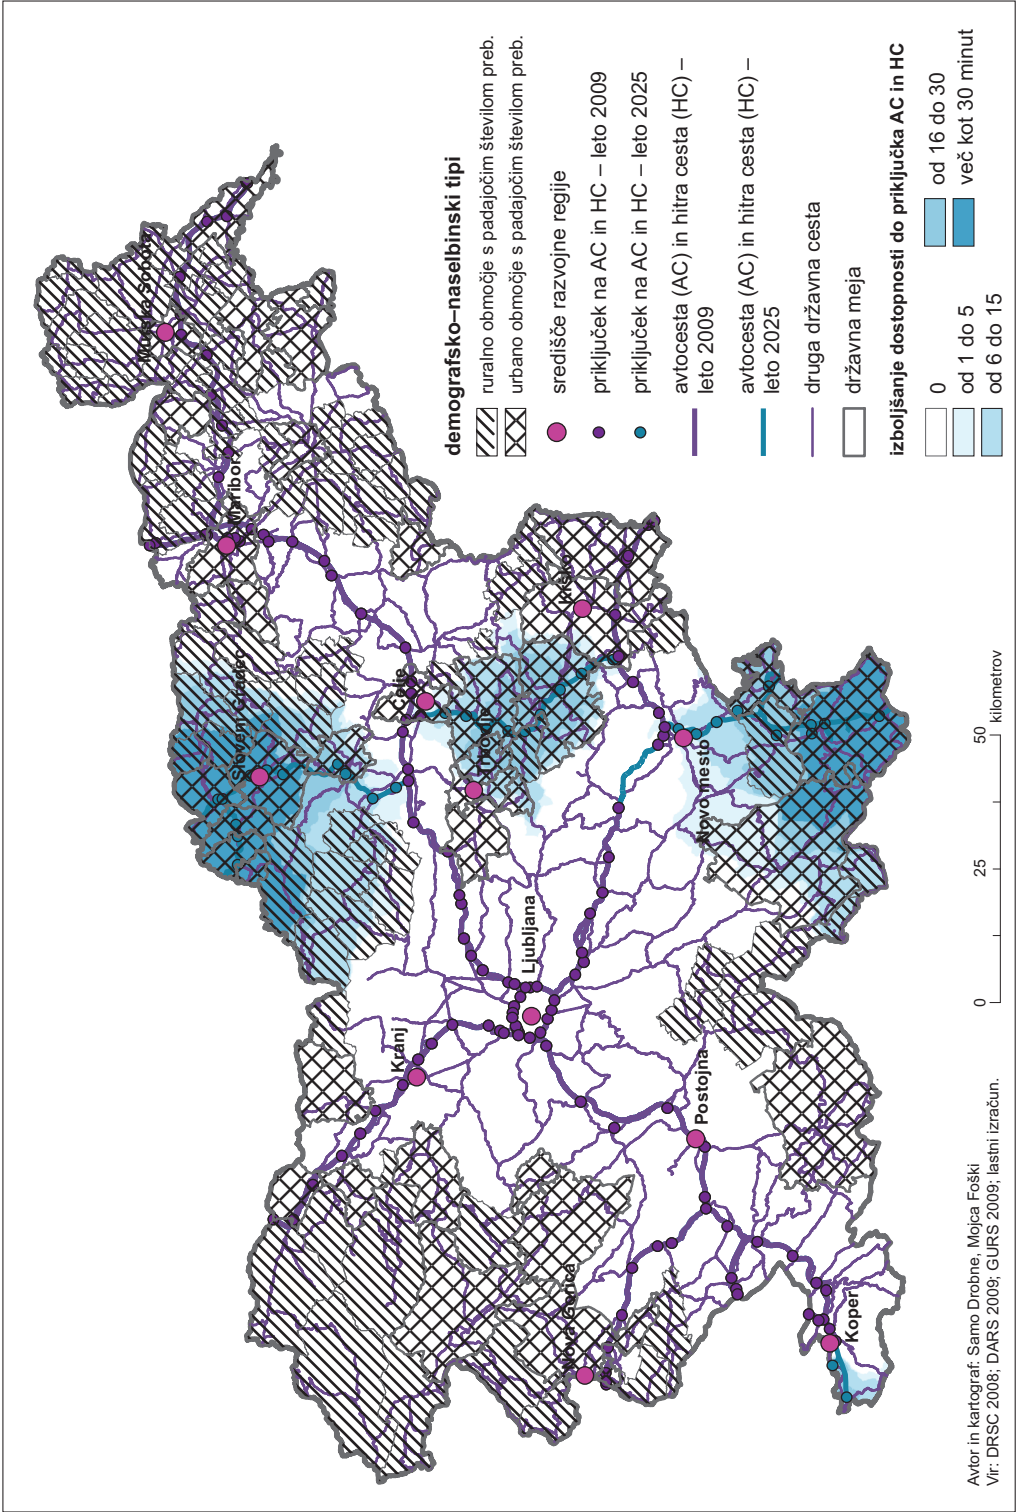 Murska Sobota
Maribor
Slovenj Gradec
Celje
Krško
Trbovlje
Novo mesto
Ljubljana
Kranj
Postojna
Nova Gorica
Koper
demografsko–naselbinski tipi
ruralno območje s padajočim številom preb.
urbano območje s padajočim številom preb.
središče razvojne regije
priključek na AC in HC – leto 2009
priključek na AC in HC – leto 2025
avtocesta (AC) in hitra cesta (HC) –
leto 2009
avtocesta (AC) in hitra cesta (HC) –
leto 2025
druga državna cesta
državna meja
izboljšanje dostopnosti do priključka AC in HC
0
od 1 do 5
od 6 do 15
od 16 do 30
več kot 30 minut
0
25
50
kilometrov
Avtor in kartograf: Samo Drobne, Mojca Foški
Vir: DRSC 2008; DARS 2009; GURS 2009; lastni izračun.